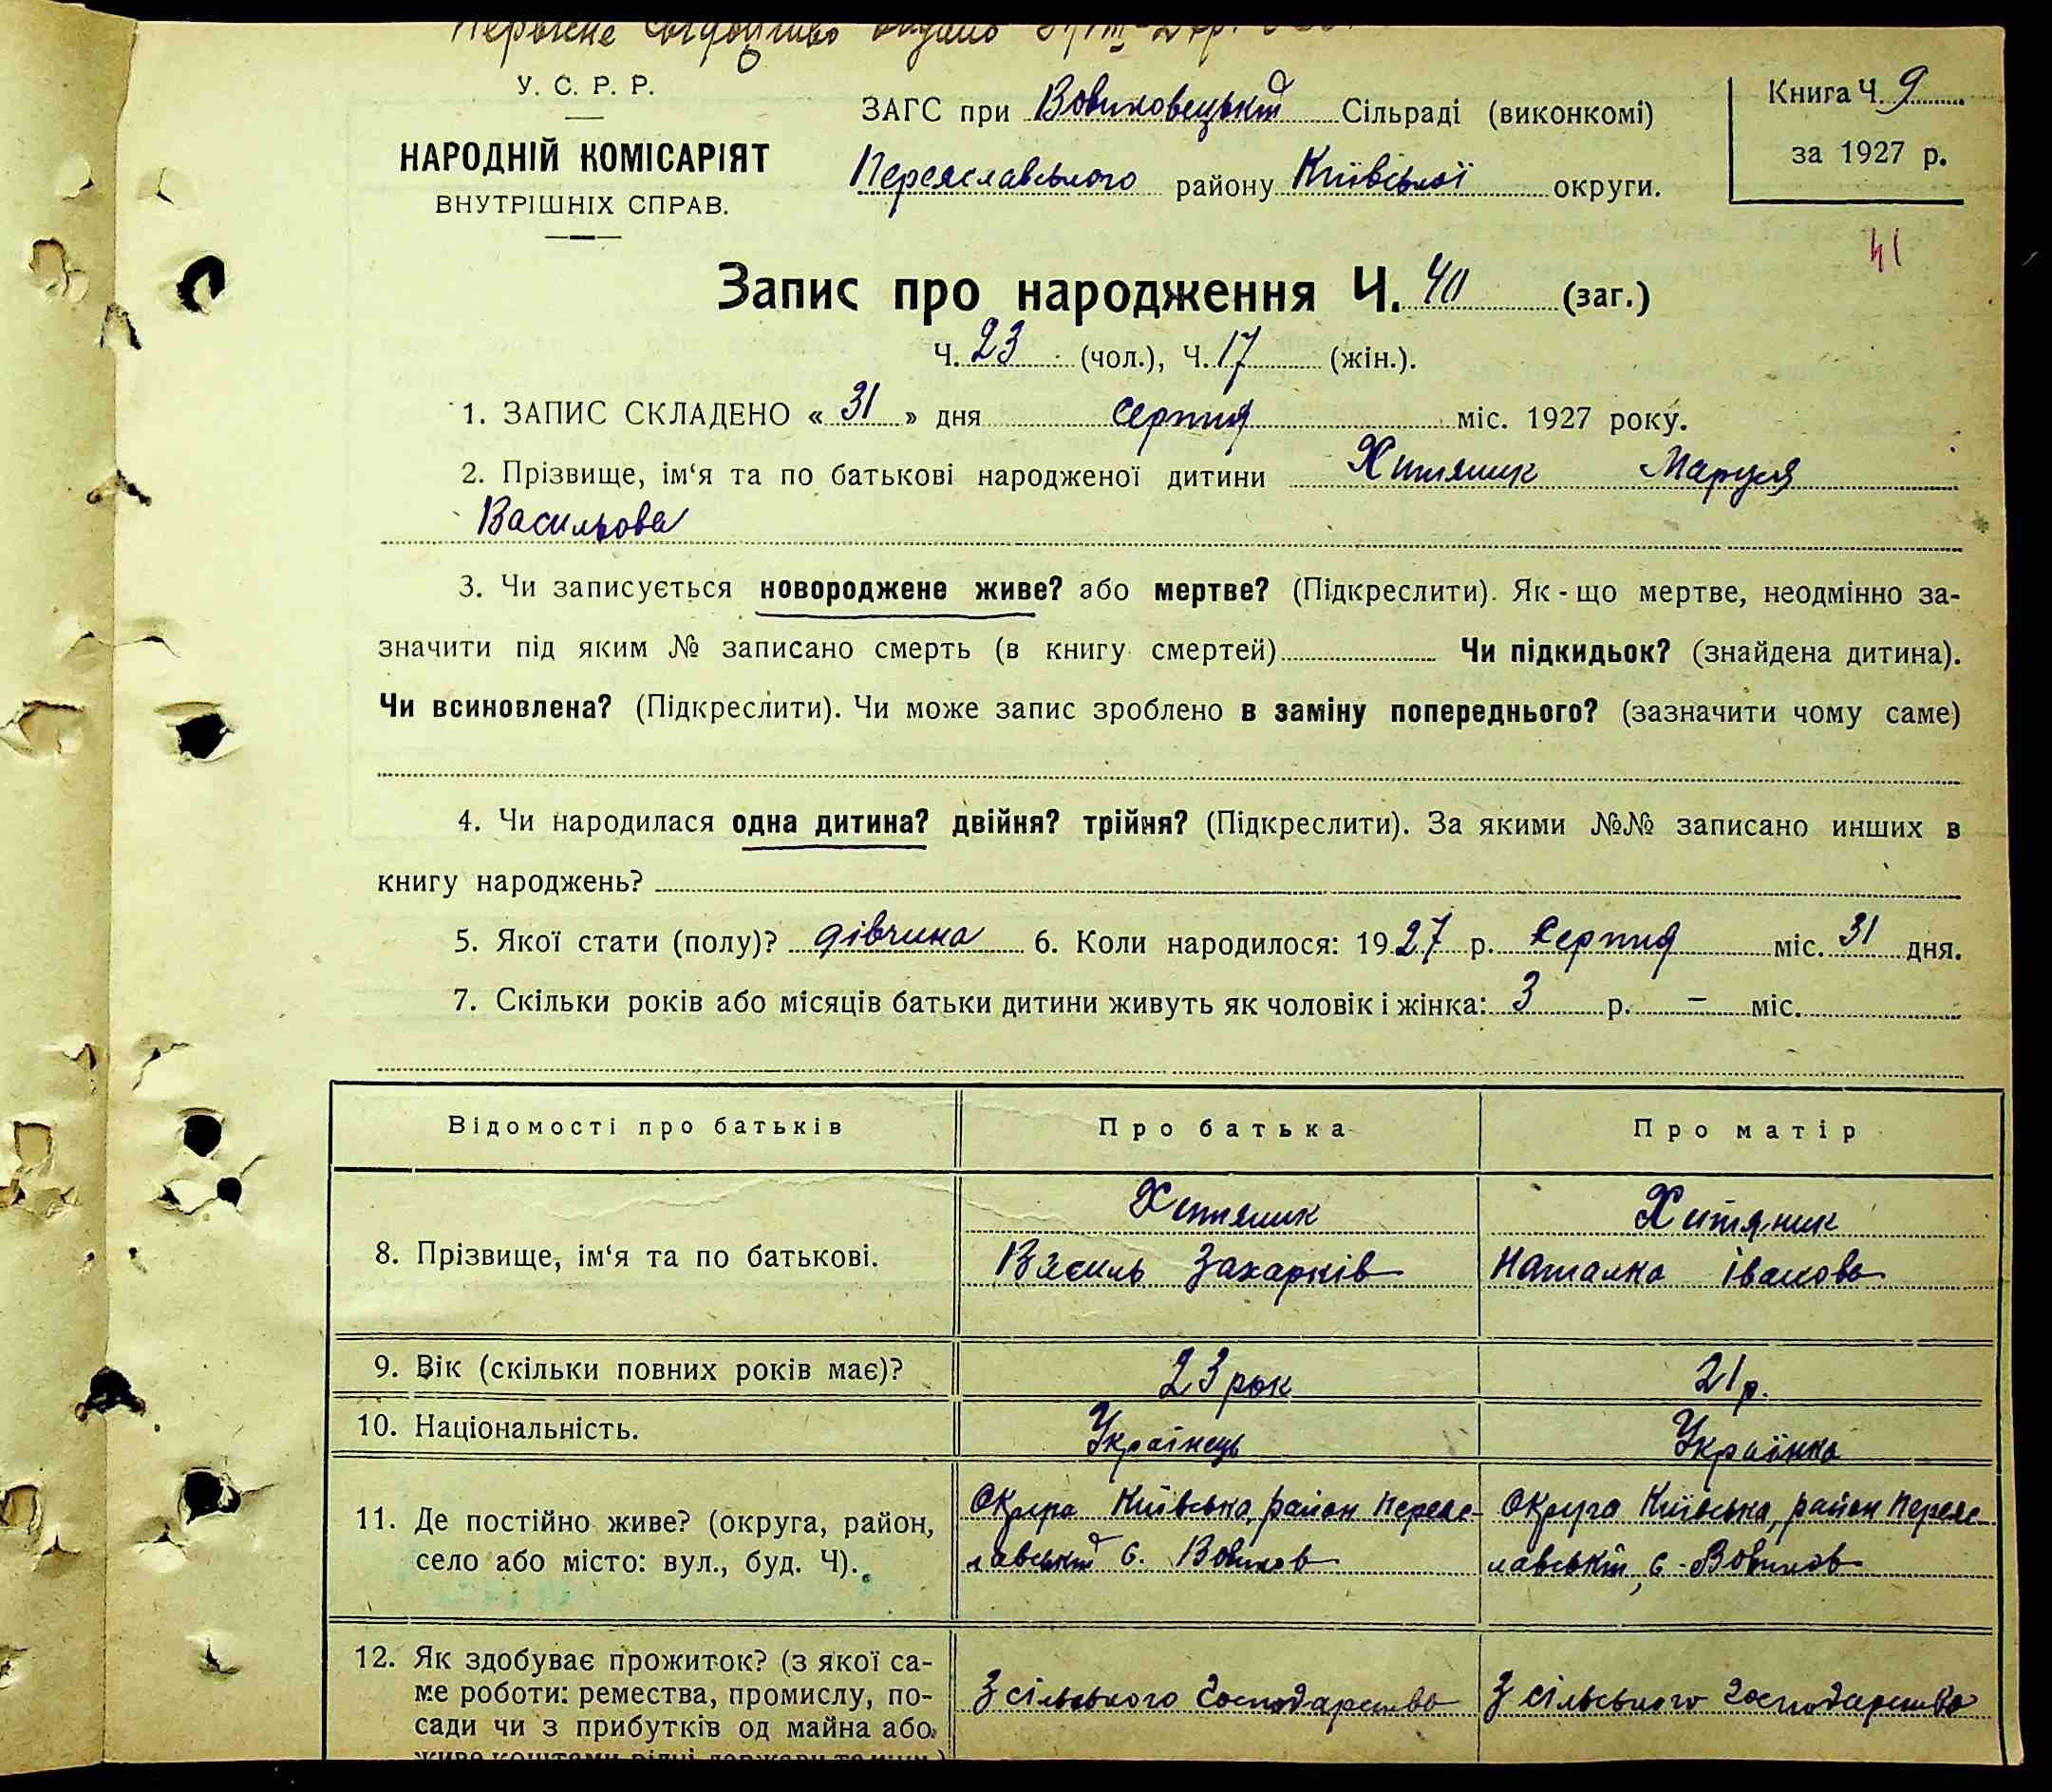 У. С. Р. Р.
НАРОДНІЙ КОМІСАРІЯТ
ВНУТРІШНІХ СПРАВ.
ЗАГС при Вовчковецькій Сільраді (виконкомі)
Переяславського району Київської округи.
Книга Ч. 9
за 1927 р.
41
Запис про народження Ч. 40 (заг.)
Ч. 23 (чол.), Ч. 17 (жін.).
1. ЗАПИС СКЛАДЕНО « 31 » дня серпня міс. 1927 року.
2. Прізвище, ім‘я та по батькові народженої дитини Хитяник Маруся
Васильова
3. Чи записується новороджене живе? або мертве? (Підкреслити). Як-що мертве, неодмінно за-
значити під яким № записано смерть (в книгу смертей) Чи підкидьок? (знайдена дитина).
Чи всиновлена? (Підкреслити). Чи може запис зроблено в заміну попереднього? (зазначити чому саме)
4. Чи народилася одна дитина? двійня? трійня? (Підкреслити). За якими №№ записано инших в
книгу народжень?
5. Якої стати (полу)? дівчина 6. Коли народилося: 1927 р. серпня міс. 31 дня.
7. Скільки років або місяців батьки дитини живуть як чоловік і жінка: 3 р. — міс.
Відомості про батьків Про батька Про матір
8. Прізвище, ім‘я та по батькові.
Хитяник
Василь Захарків
Хитяник
Наталка Іванова
9. Вік (скільки повних років має)? 23 рок 21 р.
10. Національність. Українець Українка
11. Де постійно живе? (округа, район,
село або місто: вул., буд. Ч).
Округа Київська, район Переяс-
лавський с. Вовчков
Округа Київська, район Переяс-
лавський, с. Вовчков
12. Як здобуває прожиток? (з якої са-
ме роботи: ремества, промислу, по-
сади чи з прибутків од майна або
З сільського господарства
З сільського господарства